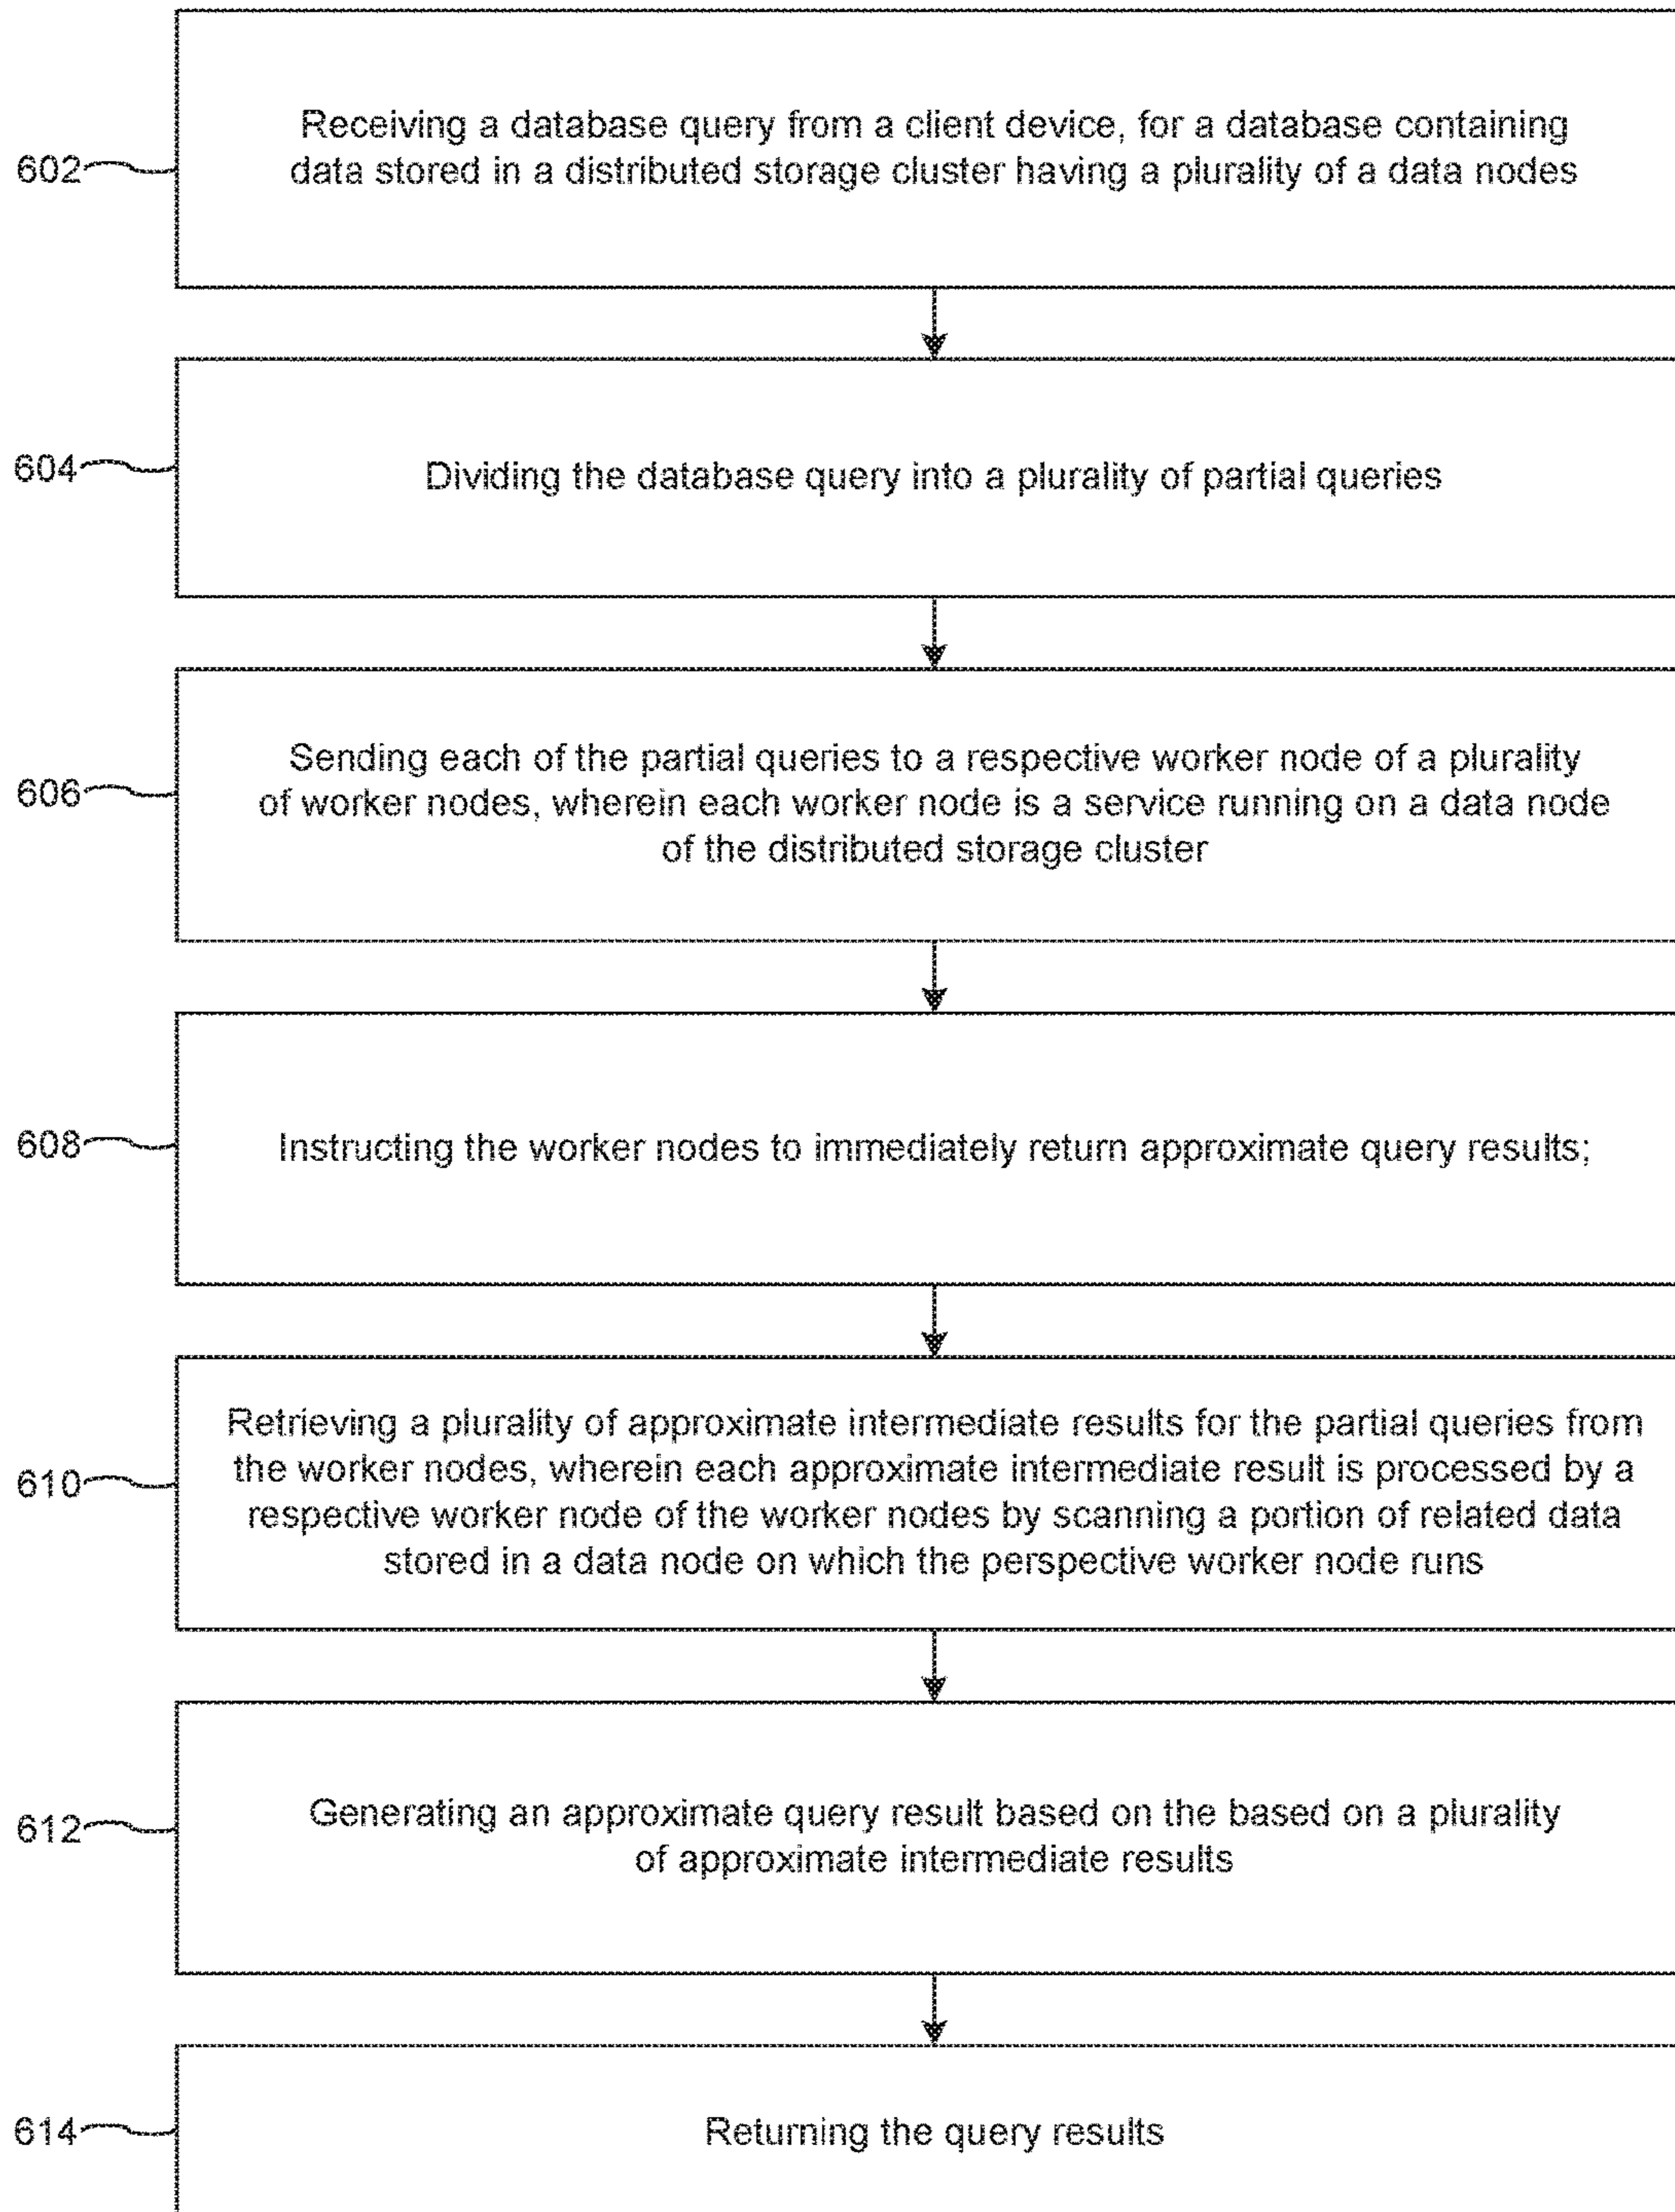 Receiving a database query from a client device, for a database containing
602
data stored in a distributed storage cluster having a plurality of a data nodes
604
Dividing the database query into a plurality of partial queries
Sending each of the partial queries to a respective worker node of a plurality
606
of worker nodes, wherein each worker node is a service running on a data node
of the distributed storage cluster
608
Instructing the worker nodes to immediately return approximate query results;
Retrieving a plurality of approximate intermediate results for the partial queries from
the worker nodes, wherein each approximate intermediate result is processed by a
610
respective worker node of the worker nodes by scanning a portion of related data
stored in a data node on which the perspective worker node runs
Generating an approximate query result based on the based on a plurality
612
of approximate intermediate results
614
Returning the query results